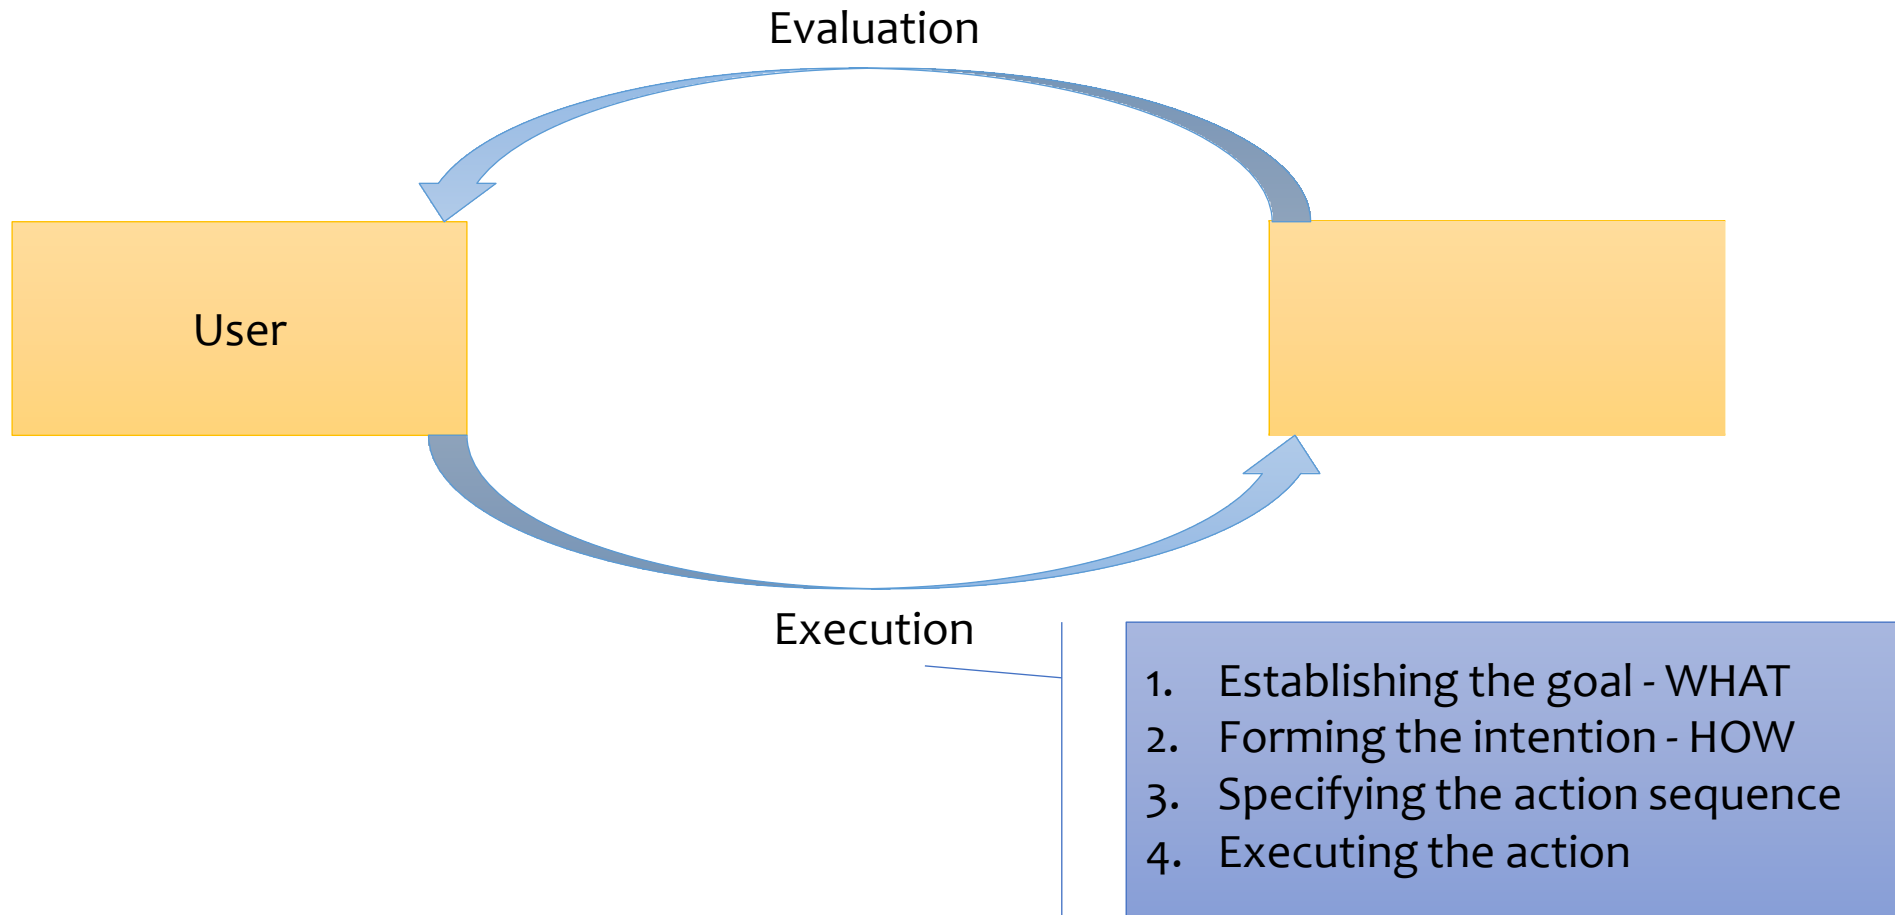 Evaluation
User
Execution
1. Establishing the goal - WHAT
2. Forming the intention - HOW
3. Specifying the action sequence
4. Executing the action